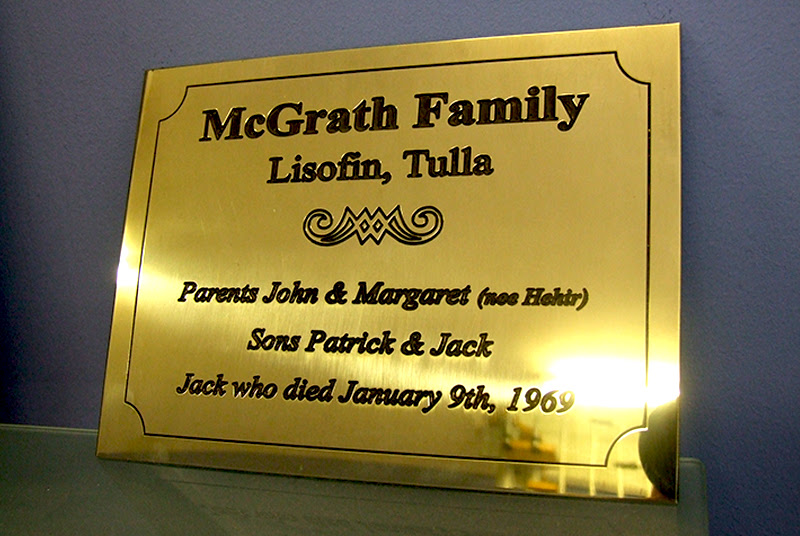 McGrath Family
Lisofin, Tulla
Parents John & Margaret (nee Hehir)
Sons Patrick & Jack
Jack who died January 9th, 1969